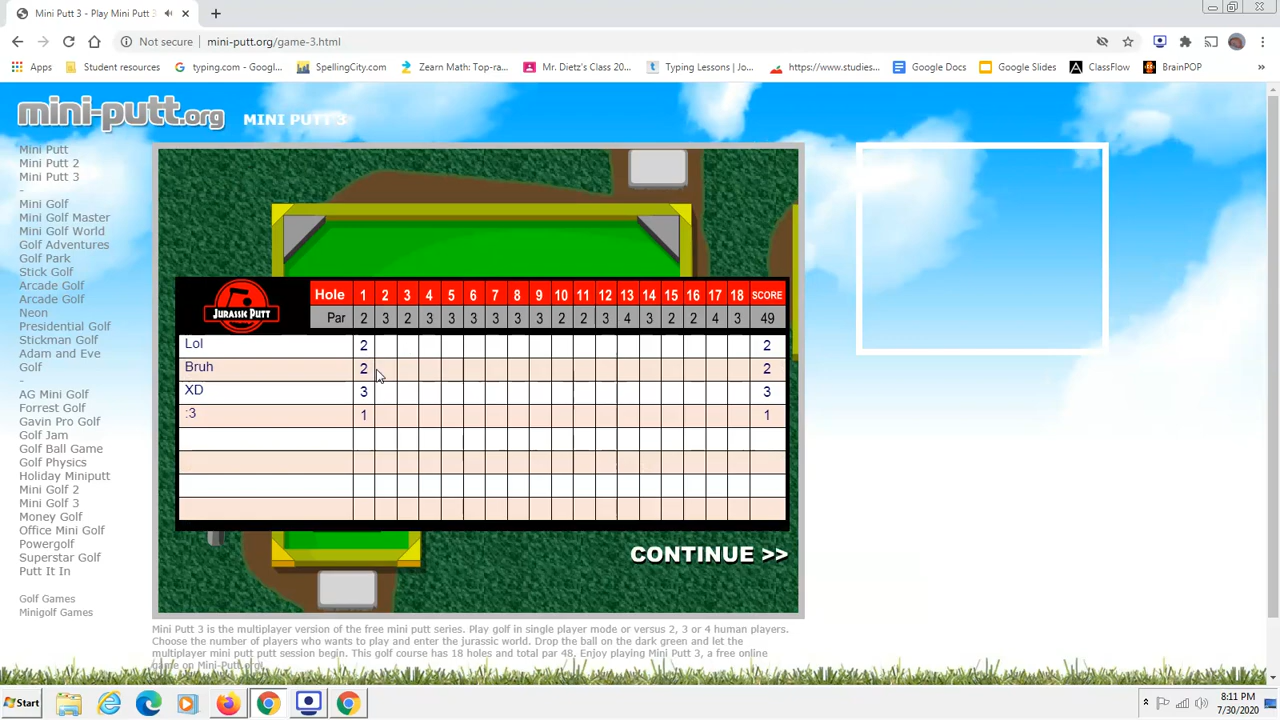 Mini Putt 3 - Play Mini Putt 3
Not secure mini-putt.org/game-3.html
Apps Student resources typing.com - Googl... SpellingCity.com Zearn Math: Top-ra... Mr. Dietz's Class 20... Typing Lessons | Jo... https://www.studies... Google Docs Google Slides ClassFlow BrainPOP »
mini-putt.org MINI PUTT 3
Mini Putt
Mini Putt 2
Mini Putt 3
-
Mini Golf
Mini Golf Master
Mini Golf World
Golf Adventures
Golf Park
Stick Golf
Arcade Golf
Arcade Golf
Neon
Presidential Golf
Stickman Golf
Adam and Eve
Golf
-
AG Mini Golf
Forrest Golf
Gavin Pro Golf
Golf Jam
Golf Ball Game
Golf Physics
Holiday Miniputt
Mini Golf 2
Mini Golf 3
Money Golf
Office Mini Golf
Powergolf
Superstar Golf
Putt It In
Golf Games
Minigolf Games
JURASSIC PUTT
Hole 1 2 3 4 5 6 7 8 9 10 11 12 13 14 15 16 17 18 SCORE
Par 2 3 2 3 3 3 3 3 3 2 2 3 4 3 2 2 4 3 49
Lol 2 2
Bruh 2 2
XD 3 3
:3 1 1
CONTINUE >>
Mini Putt 3 is the multiplayer version of the free mini putt series. Play golf in single player mode or versus 2, 3 or 4 human players.
Choose the number of players who wants to play and enter the jurassic world. Drop the ball on the dark green and let the
multiplayer mini putt putt session begin. This golf course has 18 holes and total par 48. Enjoy playing Mini Putt 3, a free online
game on Mini-Putt.org!
Start
8:11 PM
7/30/2020